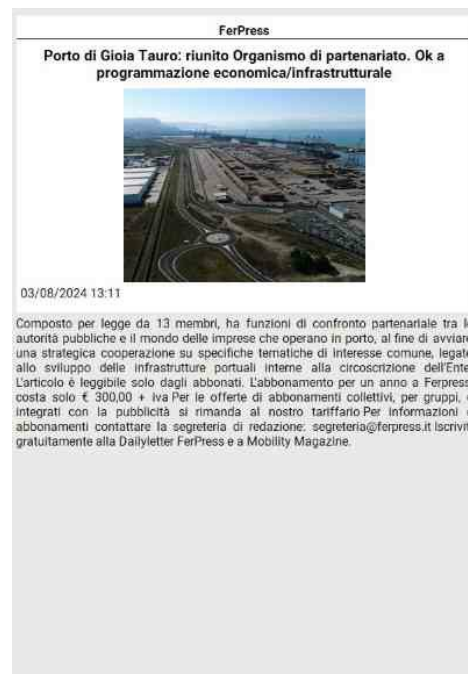 FerPress
Porto di Gioia Tauro: riunito Organismo di partenariato. Ok a
programmazione economica/infrastrutturale
03/08/2024 13:11
Composto per legge da 13 membri, ha funzioni di confronto partenariale tra l
autorità pubbliche e il mondo delle imprese che operano in porto, al fine di avviare
una strategica cooperazione su specifiche tematiche di interesse comune, legate
allo sviluppo delle infrastrutture portuali interne alla circoscrizione dell'Ente
L'articolo è leggibile solo dagli abbonati. L'abbonamento per un anno a Ferpress
costa solo € 300,00 + iva Per le offerte di abbonamenti collettivi, per gruppi,
integrati con la pubblicità si rimanda al nostro tariffario Per informazioni
abbonamenti contattare la segreteria di redazione: segreteria@ferpress.it Iscrivit
gratuitamente alla Dailyletter FerPress e a Mobility Magazine.